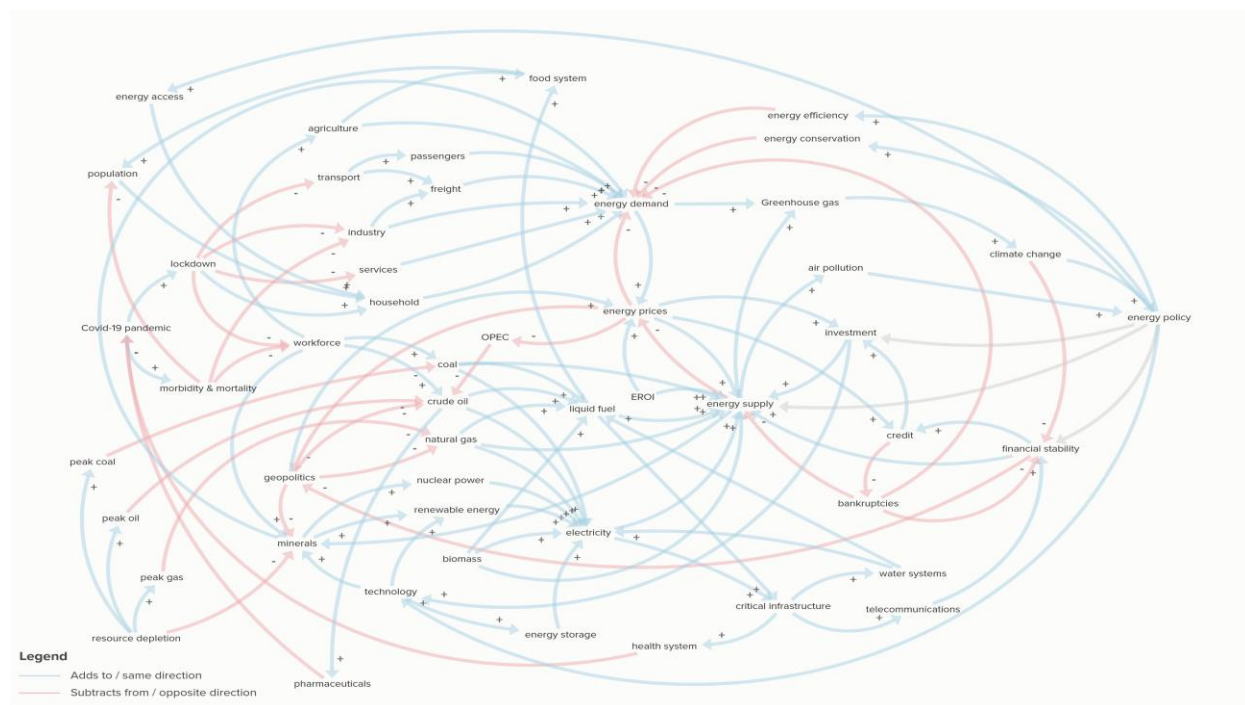 food system
energy access
energy efficiency
agriculture
energy conservation
passengers
population
transport
freight
energy demand
Greenhouse gas
industry
climate change
lockdown
services
air pollution
household
energy prices
energy policy
Covid-19 pandemic
OPEC
investment
workforce
coal
morbidity & mortality
EROI
crude oil
liquid fuel
energy supply
natural gas
credit
financial stability
peak coal
geopolitics
nuclear power
bankruptcies
renewable energy
peak oil
electricity
minerals
biomass
peak gas
water systems
technology
critical infrastructure
telecommunications
energy storage
resource depletion
health system
Legend
Adds to / same direction
pharmaceuticals
Subtracts from / opposite direction